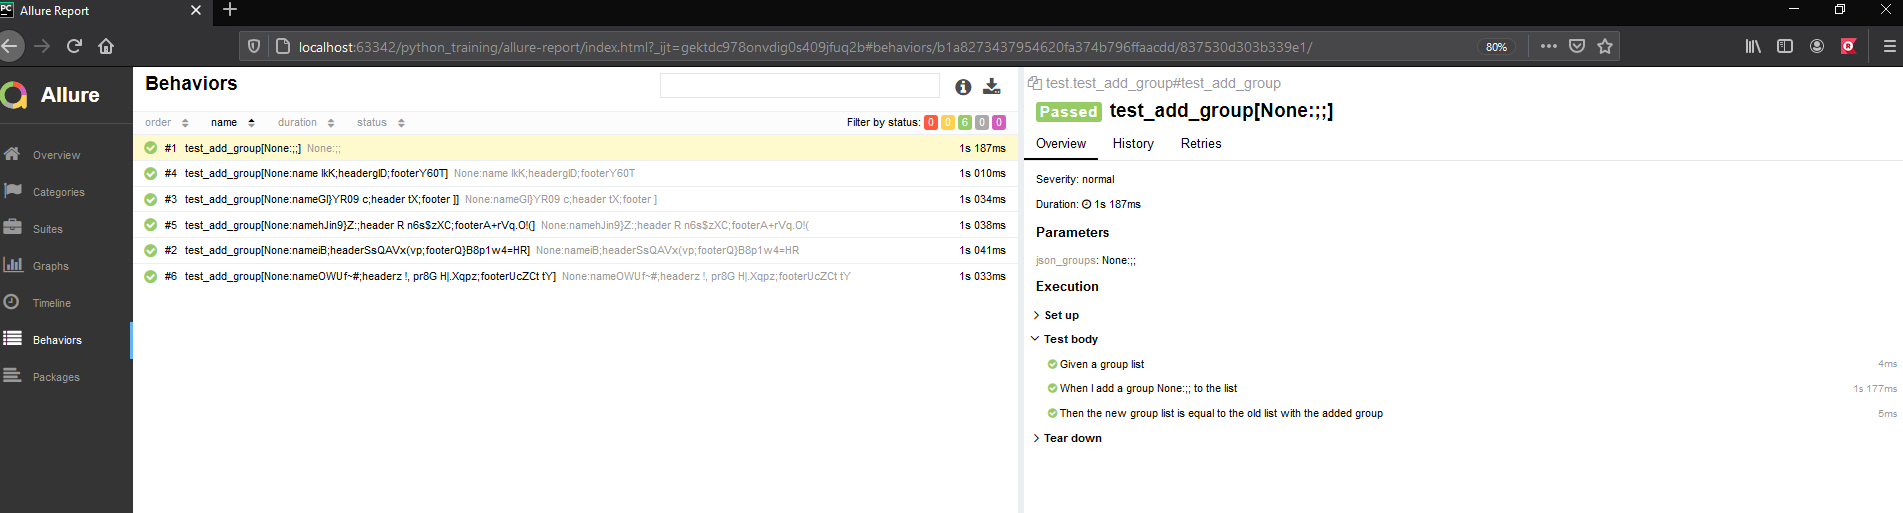 PC Allure Report
localhost:63342/python_training/allure-report/index.html?_ijt=gektdc978onvdig0s409jfuq2b#behaviors/b1a8273437954620fa374b796ffaacdd/837530d303b339e1/ 80%
Allure
Overview
Categories
Suites
Graphs
Timeline
Behaviors
Packages
Behaviors
order name duration status Filter by status: 0 0 6 0 0
#1 test_add_group[None:;;] None:;; 1s 187ms
#4 test_add_group[None:name IkK;headergID;footerY60T] None:name IkK;headergID;footerY60T 1s 010ms
#3 test_add_group[None:nameGI}YR09 c;header tX;footer ]] None:nameGI}YR09 c;header tX;footer ] 1s 034ms
#5 test_add_group[None:namehJin9}Z:;header R n6s$zXC;footerA+rVq.O!(] None:namehJin9}Z:;header R n6s$zXC;footerA+rVq.O!( 1s 038ms
#2 test_add_group[None:nameiB;headerSsQAVx(vp;footerQ}B8p1w4=HR] None:nameiB;headerSsQAVx(vp;footerQ}B8p1w4=HR 1s 041ms
#6 test_add_group[None:nameOWUf~#;headerz !, pr8G H|.Xqpz;footerUcZCt tY] None:nameOWUf~#;headerz !, pr8G H|.Xqpz;footerUcZCt tY 1s 033ms
test.test_add_group#test_add_group
Passed test_add_group[None:;;]
Overview History Retries
Severity: normal
Duration: 1s 187ms
Parameters
json_groups: None:;;
Execution
Set up
Test body
Given a group list 4ms
When I add a group None:;; to the list 1s 177ms
Then the new group list is equal to the old list with the added group 5ms
Tear down